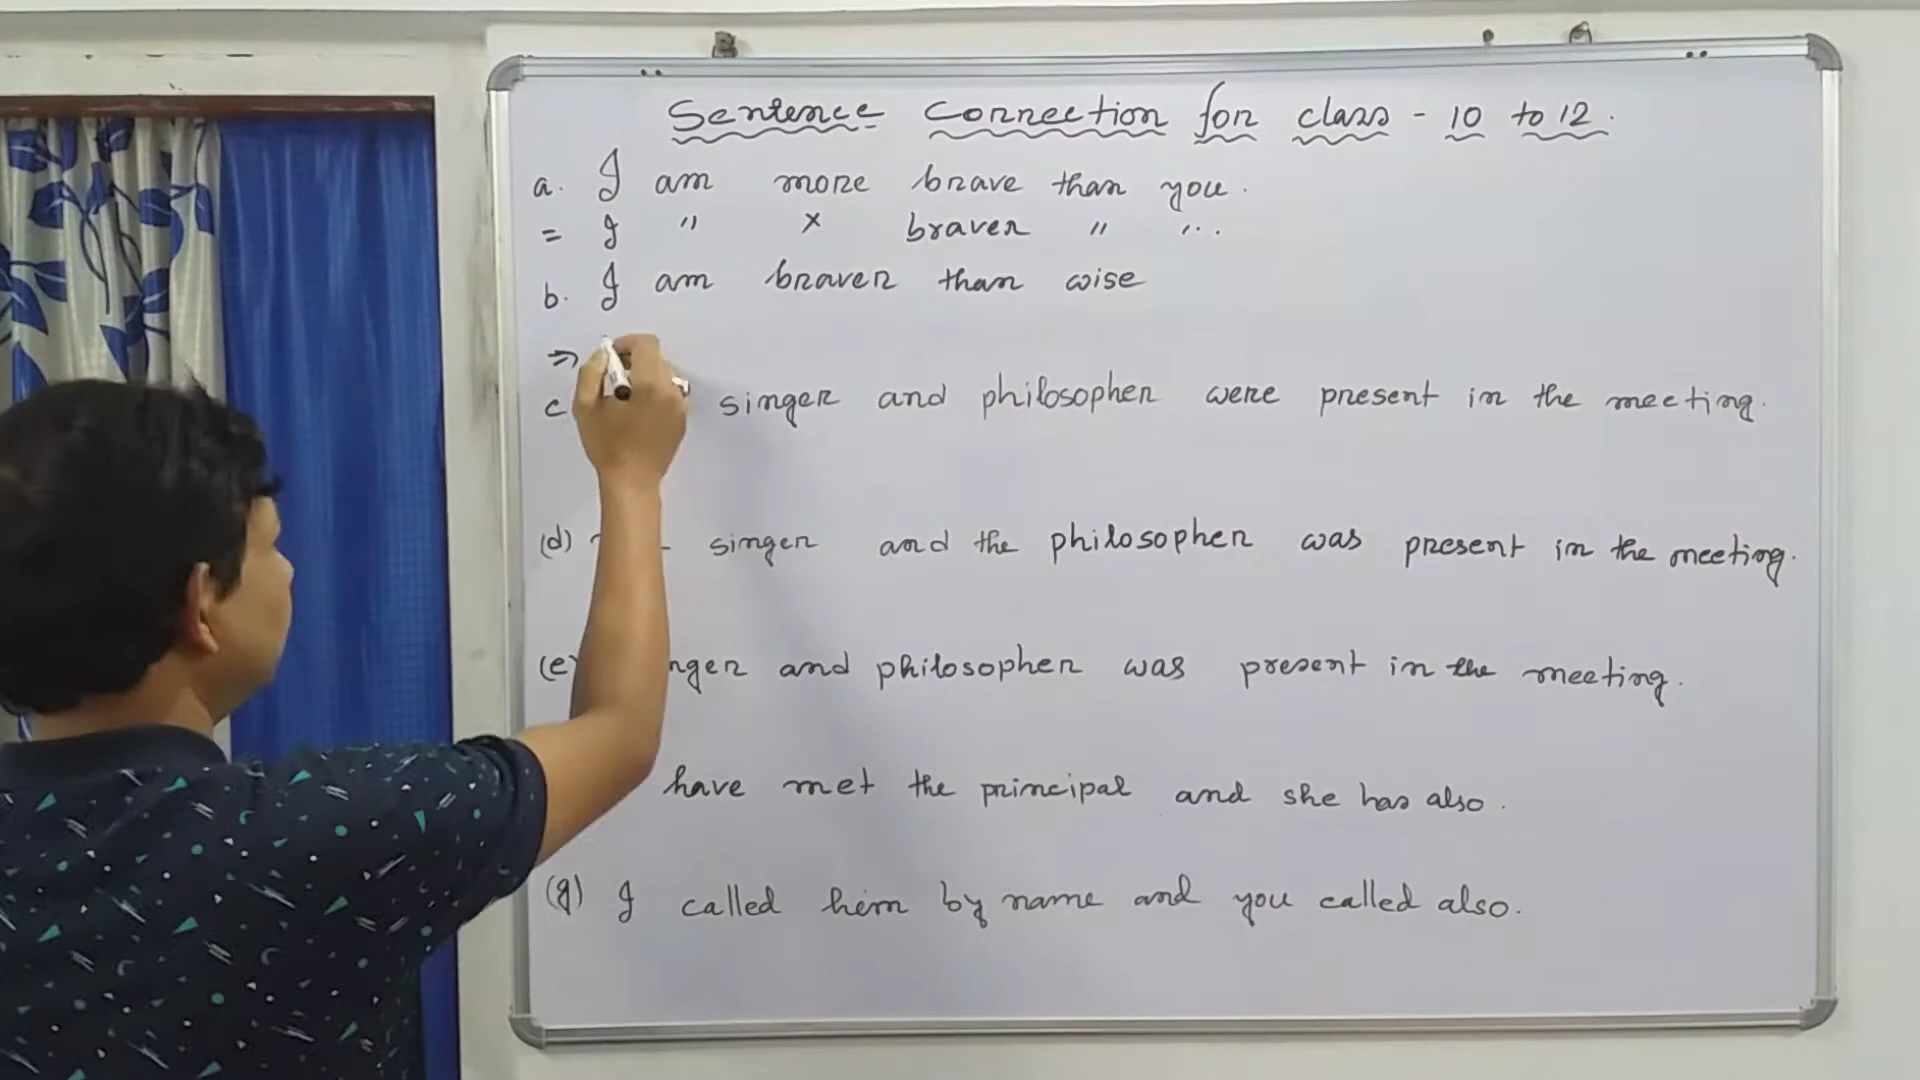 Sentence Connection for class - 10 to 12.
a. I am more brave than you.
= I " × braver " " ..
b. I am braver than wise
⇒
c singer and philosopher were present in the meeting.
(d) singer and the philosopher was present in the meeting.
(e) and philosopher was present in the meeting.
have met the principal and she has also.
(g) I called him by name and you called also.